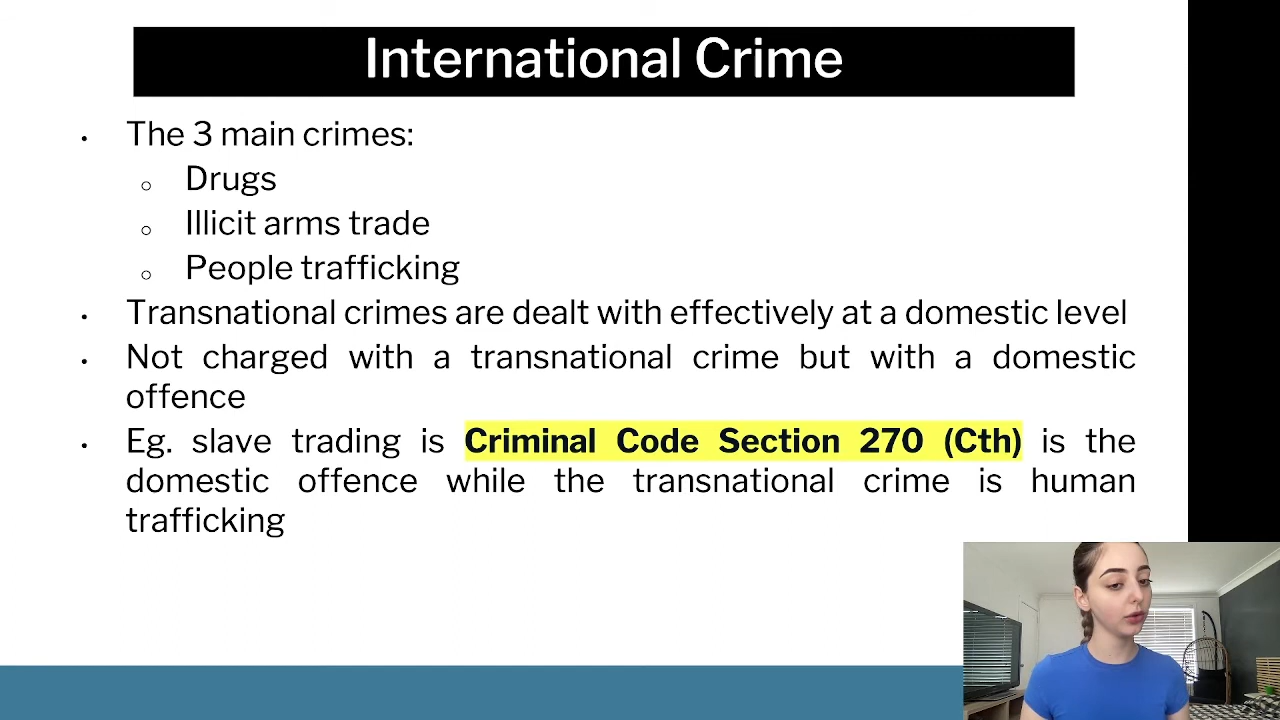 International Crime
• The 3 main crimes:
○ Drugs
○ Illicit arms trade
○ People trafficking
• Transnational crimes are dealt with effectively at a domestic level
• Not charged with a transnational crime but with a domestic
offence
• Eg. slave trading is Criminal Code Section 270 (Cth) is the
domestic offence while the transnational crime is human
trafficking